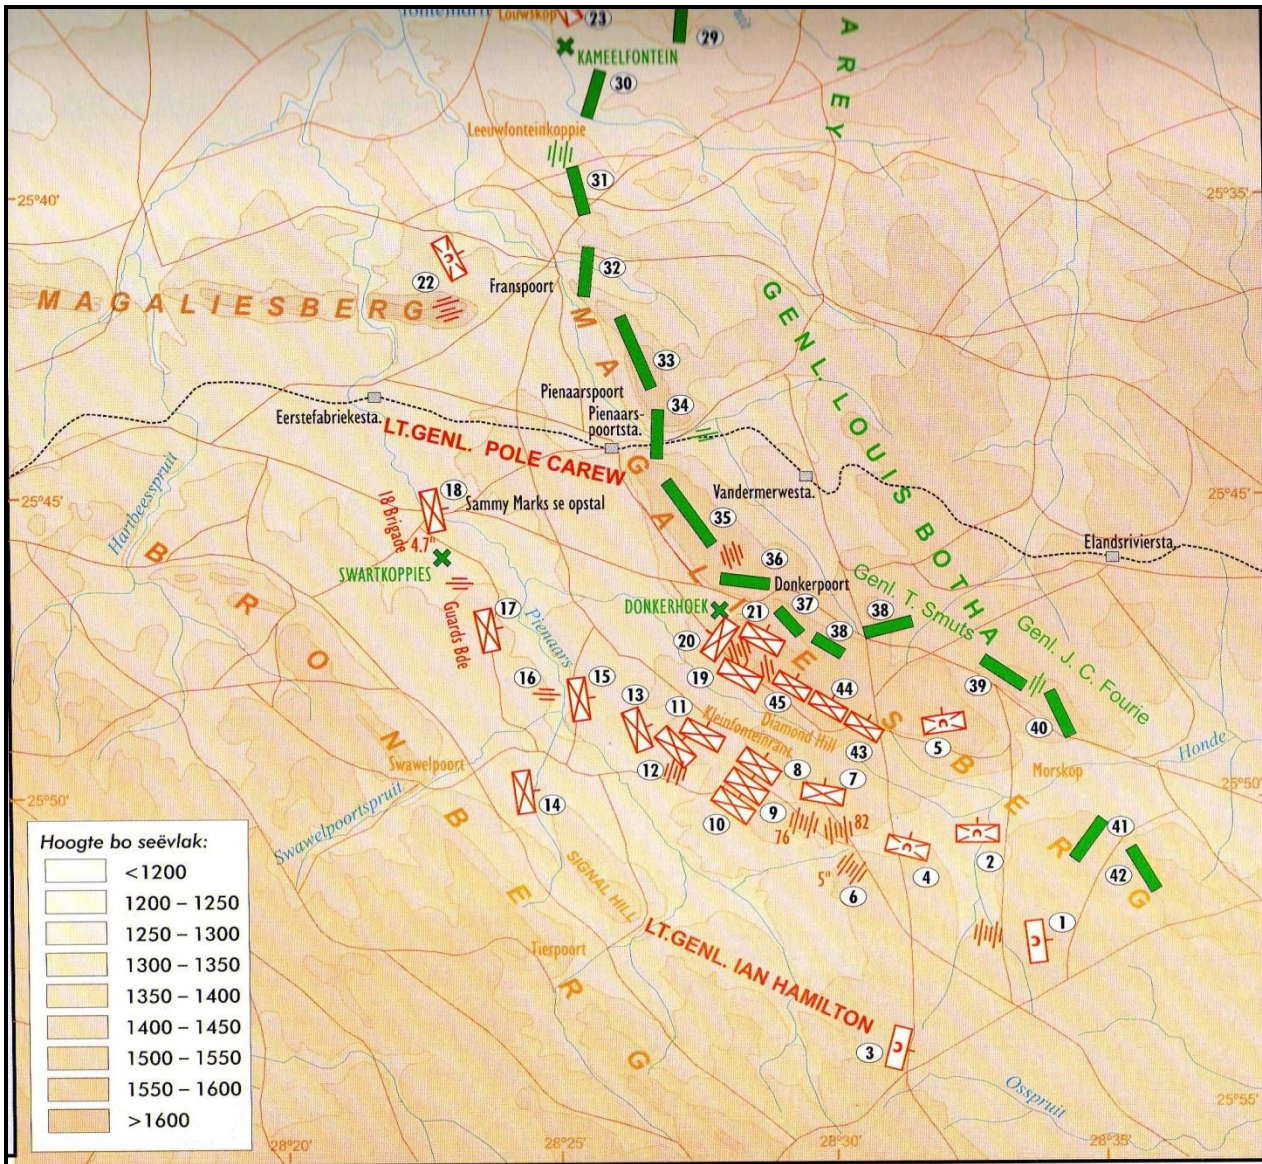 Louwskop
23
29
KAMEELFONTEIN
30
AREY
Leeuwfonteinkoppie
31
25°40'
25°35'
22
32
Franspoort
MAGALIESBERG
MAGALIESBERG
GENL. LOUIS BOTHA
33
Pienaarspoort
34
Pienaars-
poortsta.
Eerstefabriekesta.
LT.GENL. POLE CAREW
25°45'
25°45'
18
Sammy Marks se opstal
18 Brigade
4.7"
Vandermerwesta.
35
Hartbeesspruit
Elandsriviersta.
SWARTKOPPIES
36
Donkerpoort
DONKERHOEK
37
38
38
Genl. T. Smuts
Genl. J. C. Fourie
Guards Bde
17
Pienaars
20
21
BRONBERG
16
15
19
45
44
39
13
11
Kleinfonteinrant
Diamond Hill
43
5
40
Honde
Swawelpoort
12
8
7
Morskop
25°50'
25°50'
14
10
9
76
82
Swawelpoortspruit
4
2
41
42
5"
6
SIGNAL HILL
Hoogte bo seëvlak:
<1200
1200 – 1250
1250 – 1300
1300 – 1350
1350 – 1400
1400 – 1450
1500 – 1550
1550 – 1600
>1600
Tierpoort
LT.GENL. IAN HAMILTON
1
3
Osspruit
25°55'
28°20'
28°25'
28°30'
28°35'